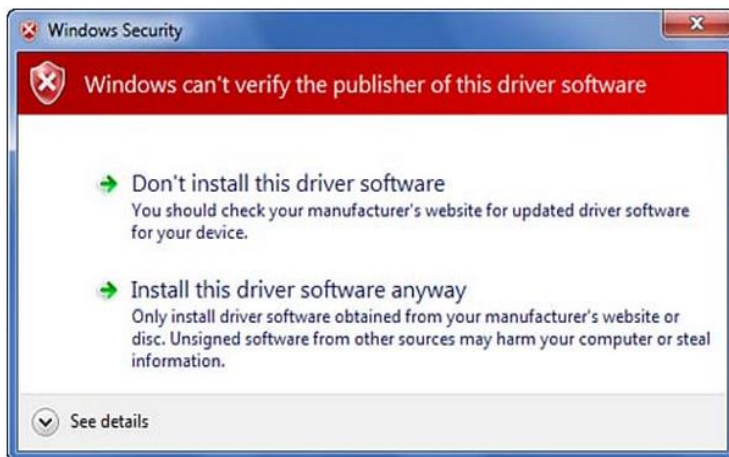 Windows Security
Windows can't verify the publisher of this driver software
Don't install this driver software
You should check your manufacturer's website for updated driver software
for your device.
Install this driver software anyway
Only install driver software obtained from your manufacturer's website or
disc. Unsigned software from other sources may harm your computer or steal
information.
See details